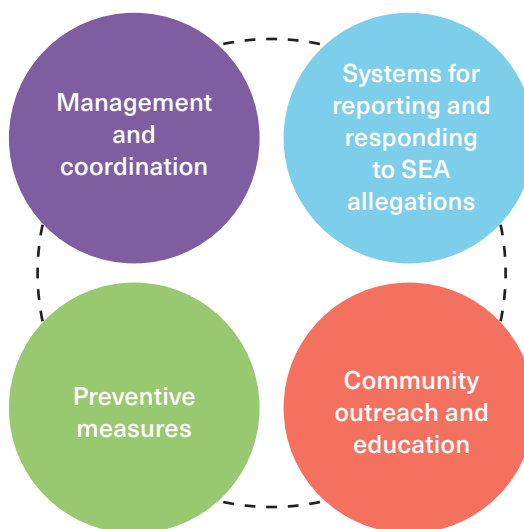 Management
and
coordination
Systems for
reporting and
responding
to SEA
allegations
Preventive
measures
Community
outreach and
education